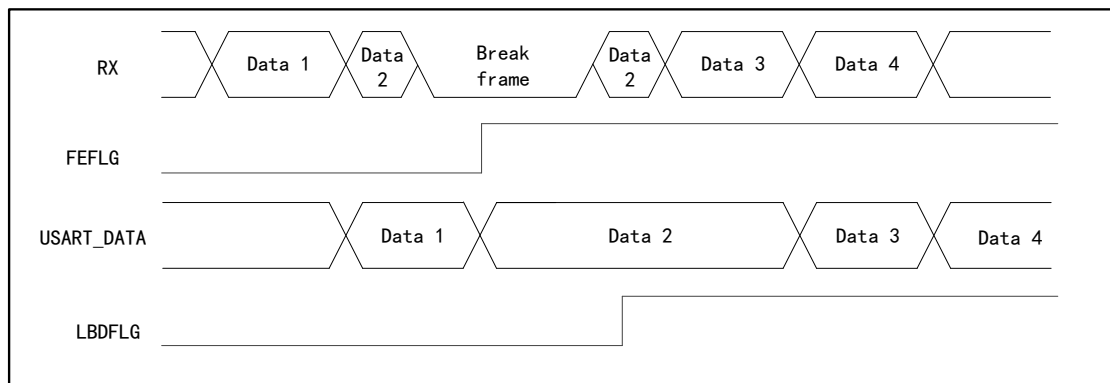 RX
Data 1
Data
2
Break
frame
Data
2
Data 3
Data 4
FEFLG
USART_DATA
Data 1
Data 2
Data 3
Data 4
LBDFLG